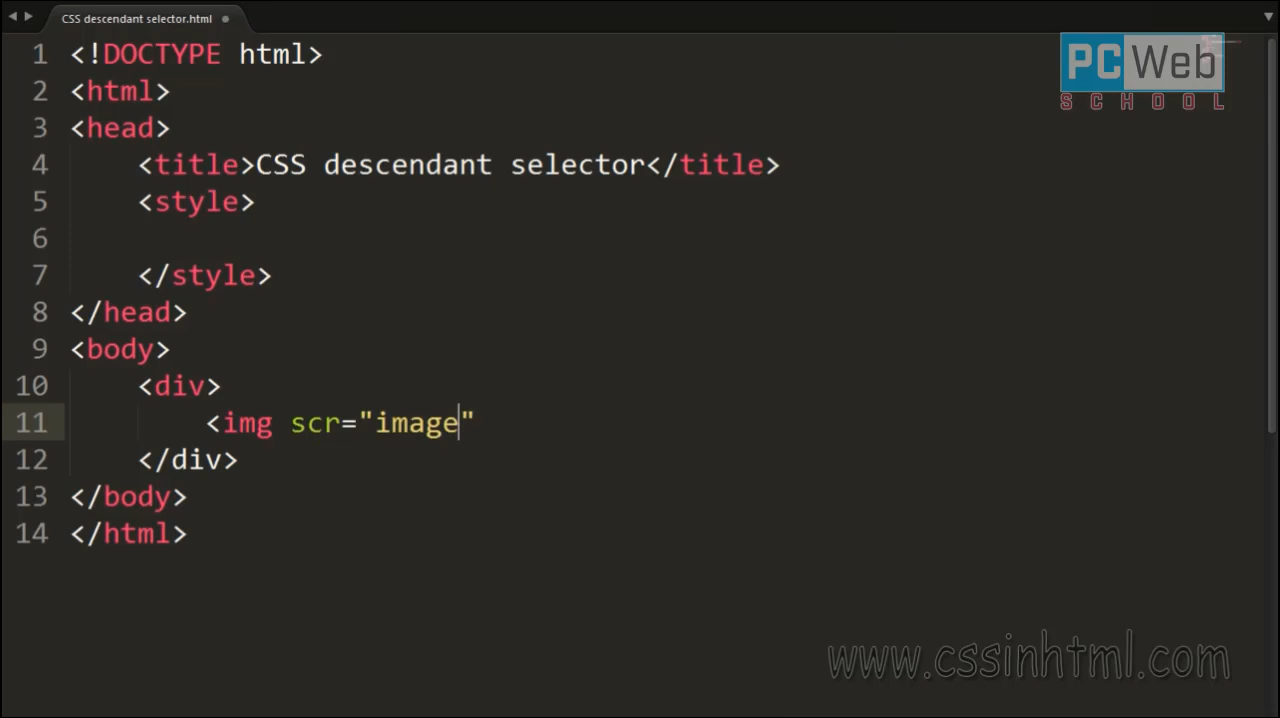 CSS descendant selector.html
1 <!DOCTYPE html>
2 <html>
3 <head>
4 <title>CSS descendant selector</title>
5 <style>
6
7 </style>
8 </head>
9 <body>
10 <div>
11 <img scr="image"
12 </div>
13 </body>
14 </html>
PC Web
SCHOOL
www.cssinhtml.com